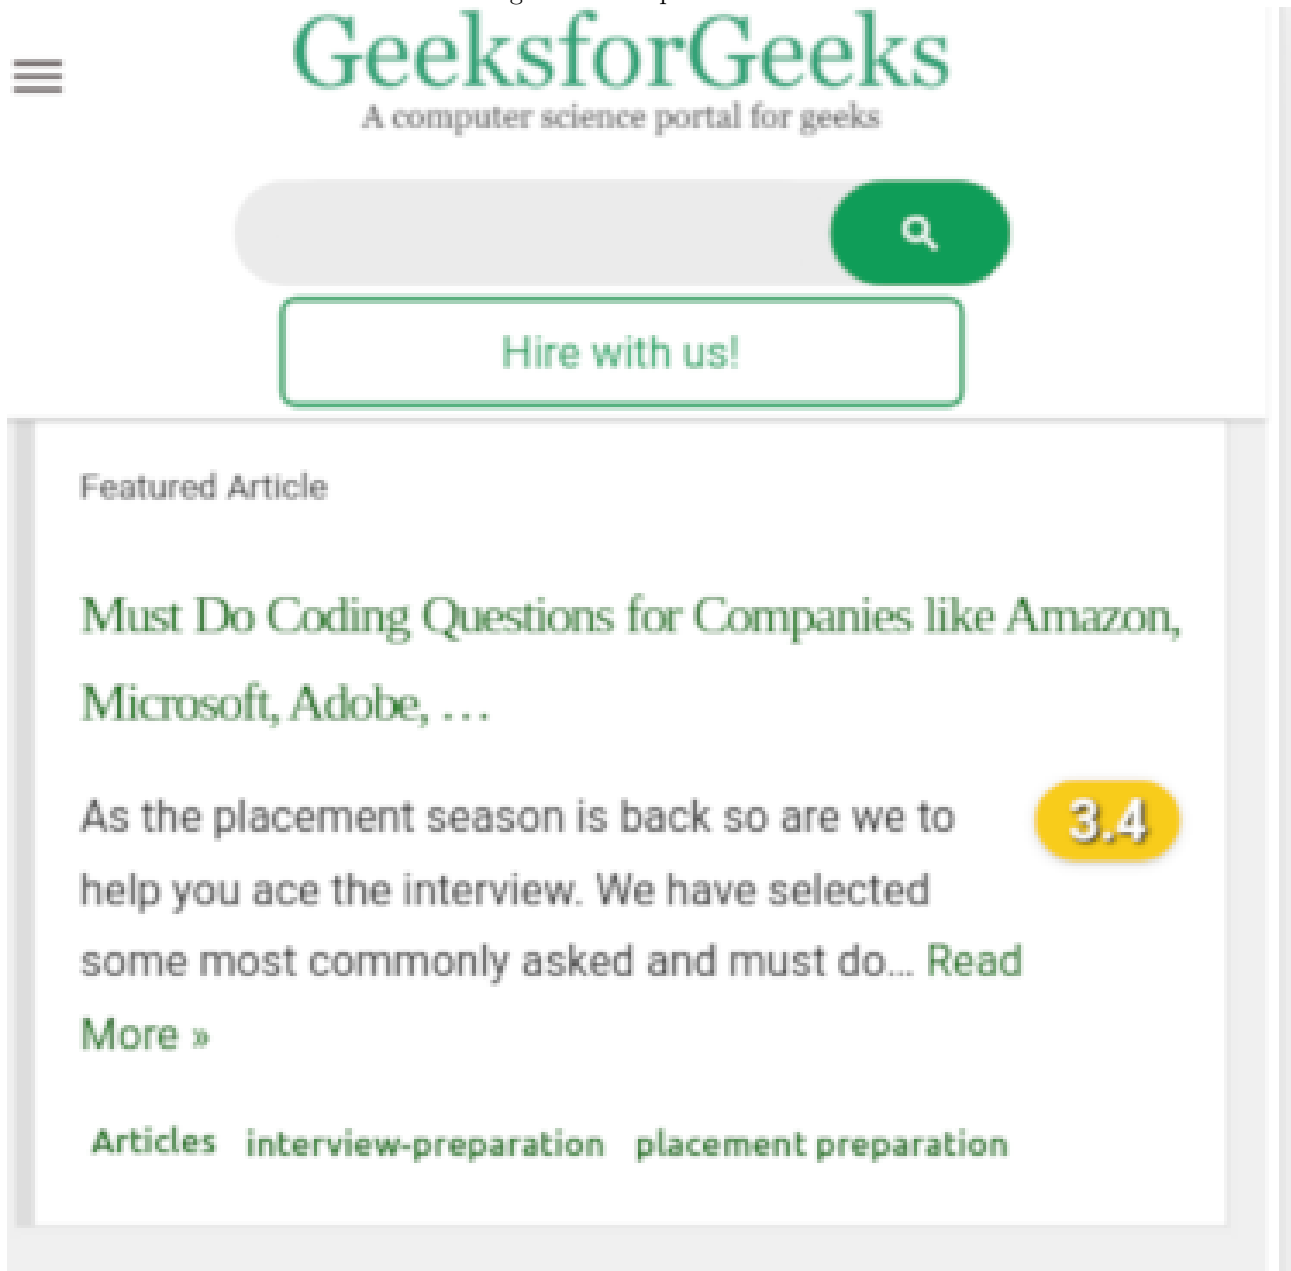 GeeksforGeeks
A computer science portal for geeks
Hire with us!
Featured Article
Must Do Coding Questions for Companies like Amazon,
Microsoft, Adobe, …
As the placement season is back so are we to
3.4
help you ace the interview. We have selected
some most commonly asked and must do... Read
More »
Articles interview-preparation placement preparation